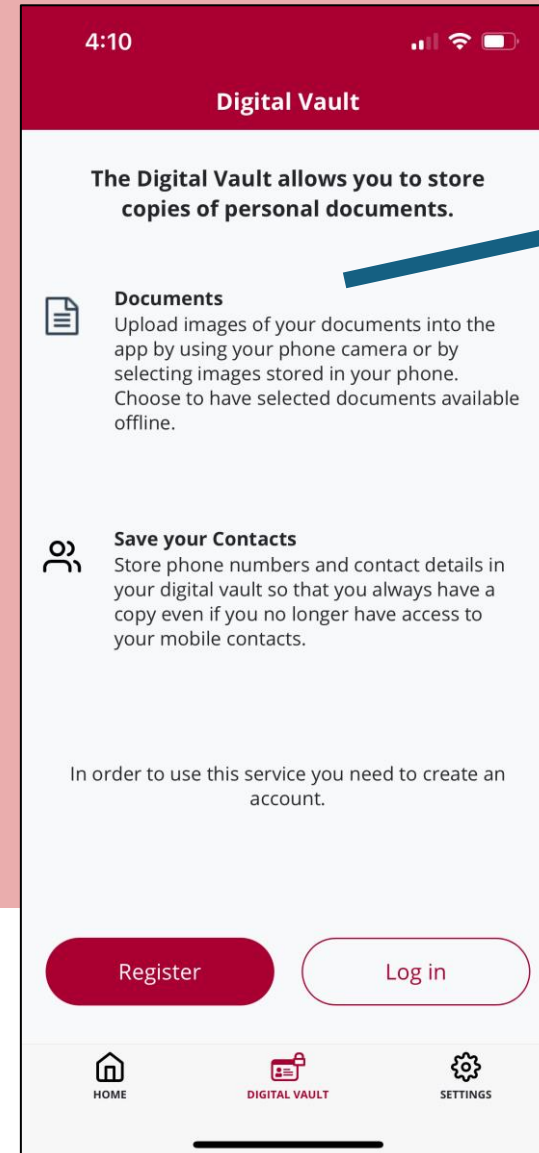 4:10
Digital Vault
The Digital Vault allows you to store
copies of personal documents.
Documents
Upload images of your documents into the
app by using your phone camera or by
selecting images stored in your phone.
Choose to have selected documents available
offline.
Save your Contacts
Store phone numbers and contact details in
your digital vault so that you always have a
copy even if you no longer have access to
your mobile contacts.
In order to use this service you need to create an
account.
Register
Log in
HOME
DIGITAL VAULT
SETTINGS